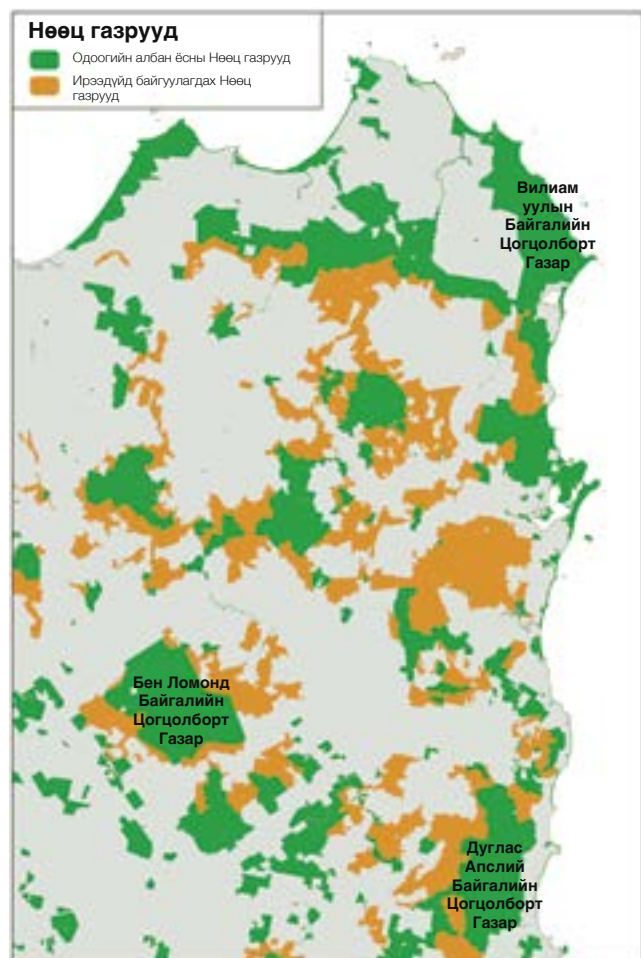 Нөөц газрууд
Одоогийн албан ёсны Нөөц газрууд
Ирээдүйд байгуулагдах Нөөц
газрууд
Вилиам
уулын
Байгалийн
Цогцолборт
Газар
Бен Ломонд
Байгалийн
Цогцолборт
Газар
Дуглас
Апслий
Байгалийн
Цогцолборт
Газар